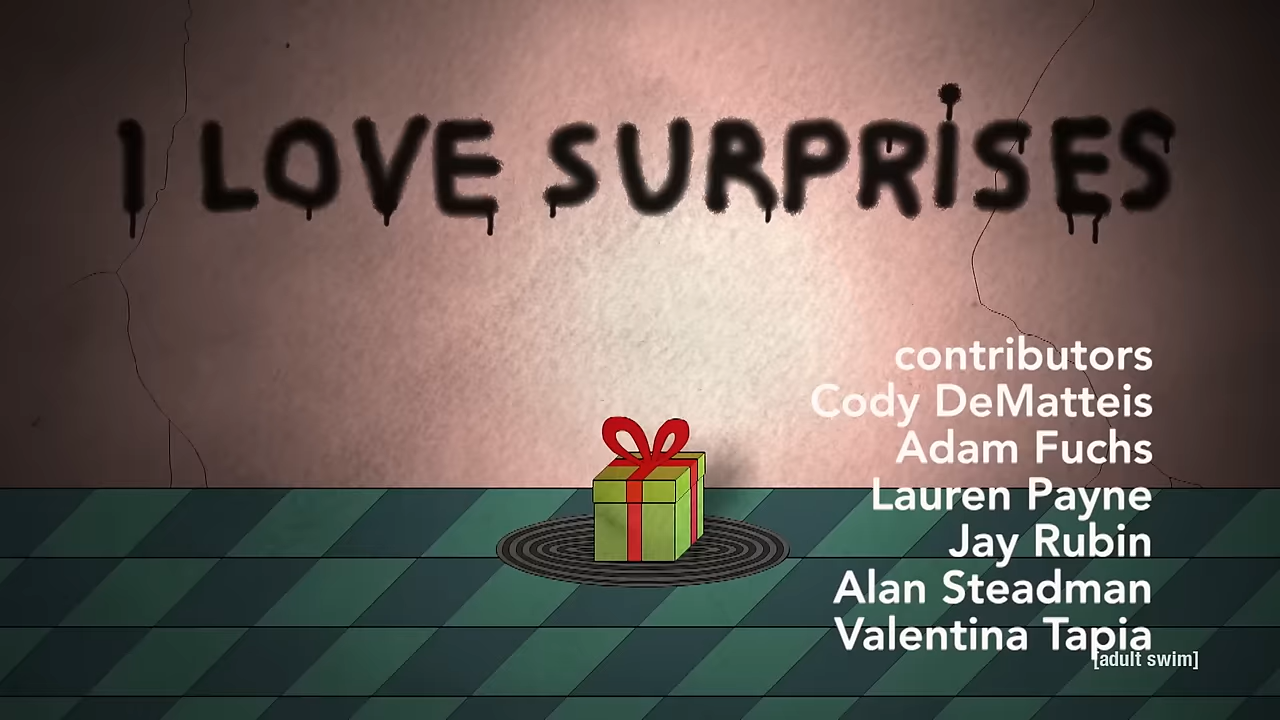 I LOVE SURPRiSES
contributors
Cody DeMatteis
Adam Fuchs
Lauren Payne
Jay Rubin
Alan Steadman
Valentina Tapia
[adult swim]